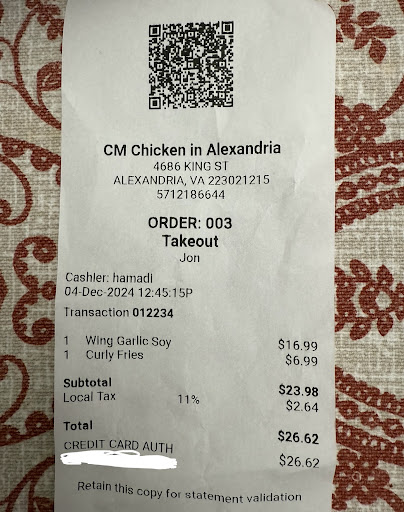 CM Chicken in Alexandria
4686 KING ST
ALEXANDRIA, VA 223021215
5712186644
ORDER: 003
Takeout
Jon
Cashier: hamadi
04-Dec-2024 12:45:15P
Transaction 012234
1 Wing Garlic Soy $16.99
1 Curly Fries $6.99
Subtotal $23.98
Local Tax 11% $2.64
Total $26.62
CREDIT CARD AUTH $26.62
Retain this copy for statement validation